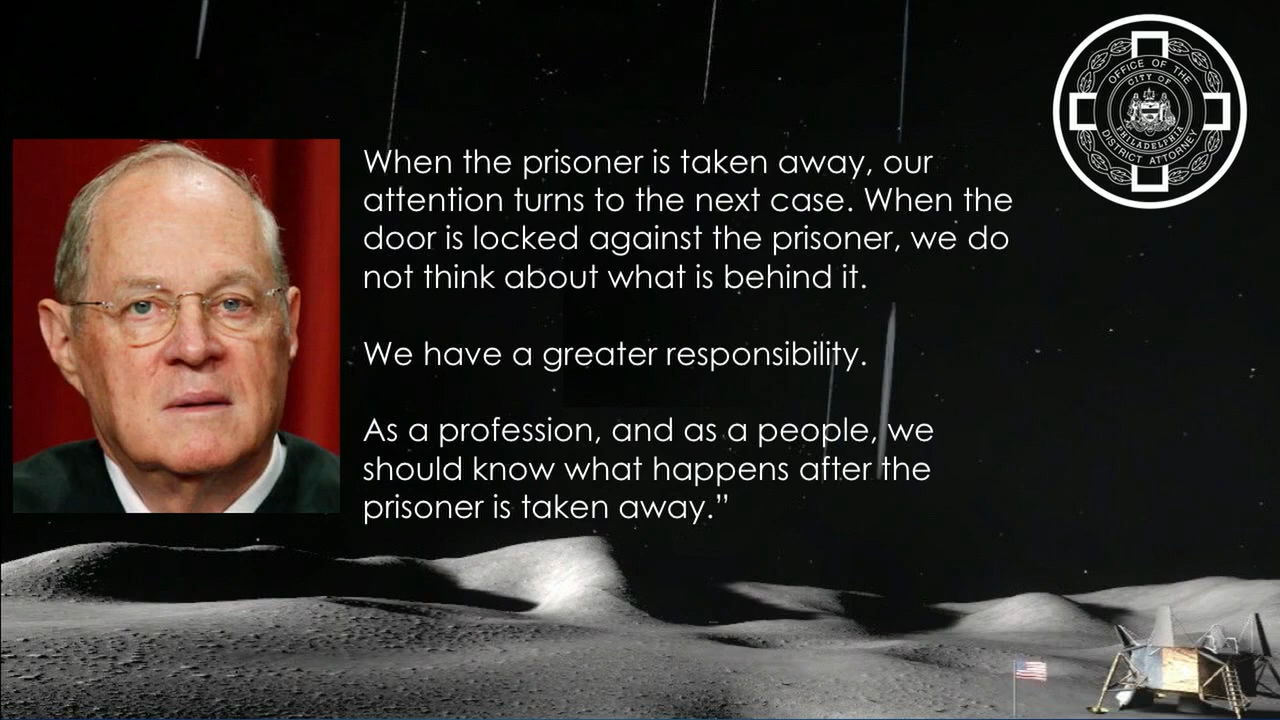 OFFICE OF THE
CITY OF
PHILADELPHIA
DISTRICT ATTORNEY
When the prisoner is taken away, our
attention turns to the next case. When the
door is locked against the prisoner, we do
not think about what is behind it.
We have a greater responsibility.
As a profession, and as a people, we
should know what happens after the
prisoner is taken away.”